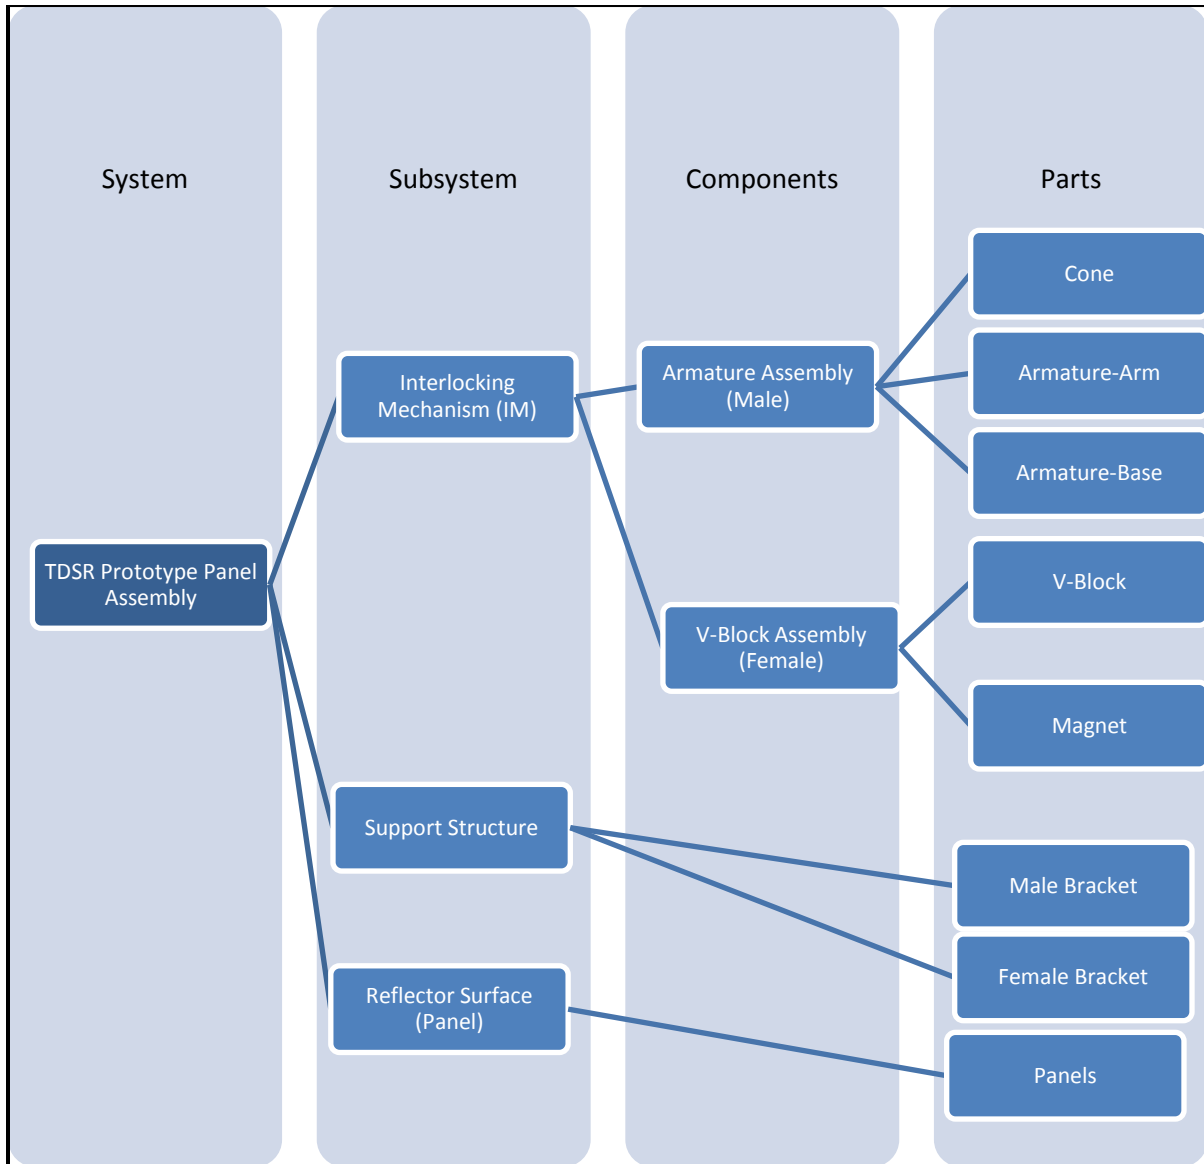 System
Subsystem
Components
Parts
TDSR Prototype Panel
Assembly
Interlocking
Mechanism (IM)
Support Structure
Reflector Surface
(Panel)
Armature Assembly
(Male)
V-Block Assembly
(Female)
Cone
Armature-Arm
Armature-Base
V-Block
Magnet
Male Bracket
Female Bracket
Panels